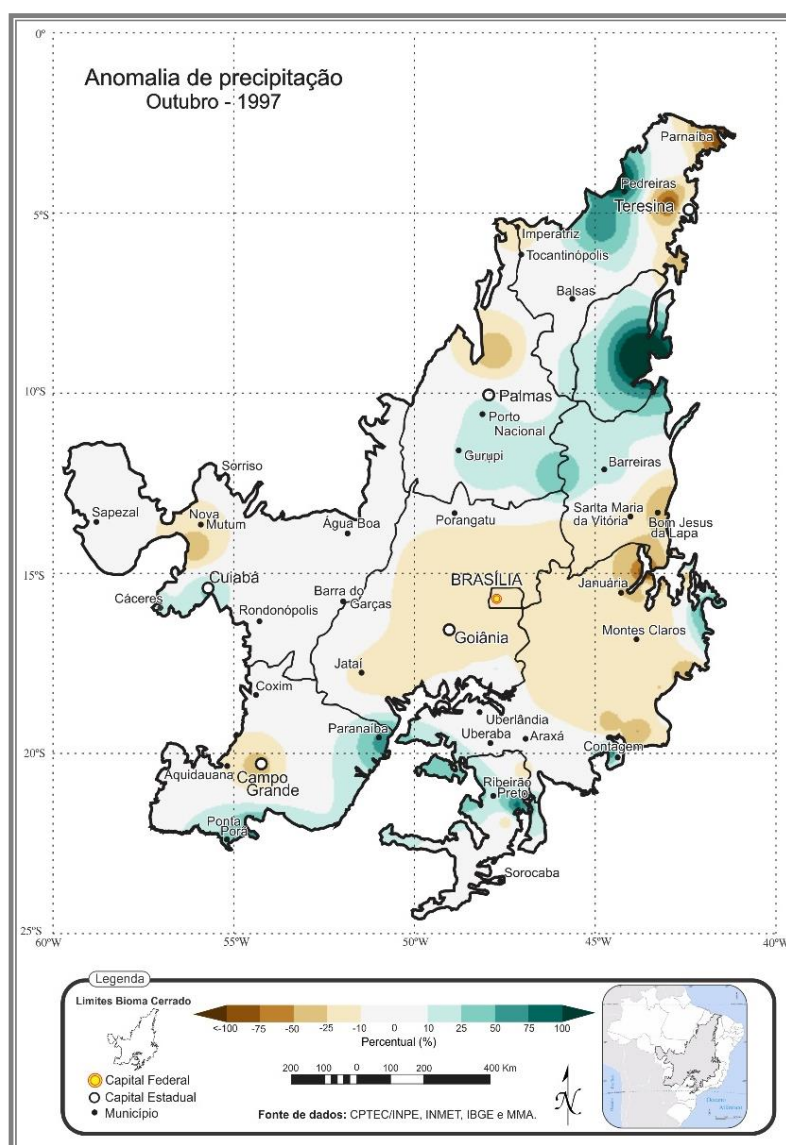 Anomalia de precipitação
Outubro - 1997
0°
Parnaíba
Pedreiras
Teresina
5°S
Imperatriz
Tocantinópolis
Balsas
10°S
Palmas
Porto
Nacional
Gurupi
Barreiras
Sorriso
Sapezal
Nova
Mutum
Água Boa
Porangatu
Santa Maria
da Vitória
Bom Jesus
da Lapa
15°S
Cuiabá
Cáceres
Barra do
Garças
BRASÍLIA
Januária
Rondonópolis
Goiânia
Montes Claros
Jataí
Coxim
Paranaíba
Uberlândia
Uberaba
Araxá
20°S
Contagem
Aquidauana
Campo
Grande
Ribeirão
Preto
Ponta
Porã
Sorocaba
25°S
60°W 55°W 50°W 45°W 40°W
Legenda
Limites Bioma Cerrado
<-100 -75 -50 -25 -10 0 10 25 50 75 100
Percentual (%)
Capital Federal
Capital Estadual
Município
200 100 0 100 200 400 Km
N
Fonte de dados: CPTEC/INPE, INMET, IBGE e MMA.
Oceano
Atlântico